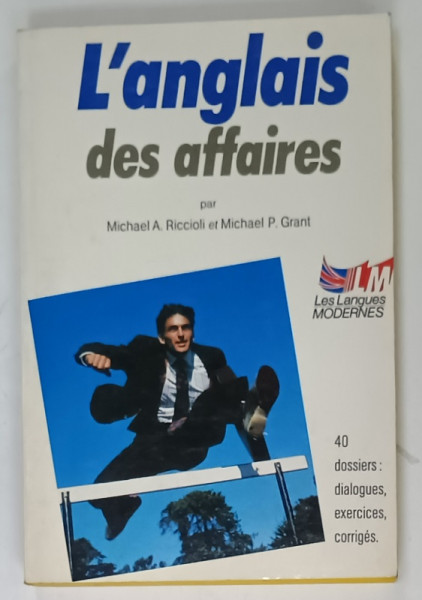 L'anglais
des affaires
par
Michael A. Riccioli et Michael P. Grant
LM
Les Langues
MODERNES
40
dossiers :
dialogues,
exercices,
corrigés.